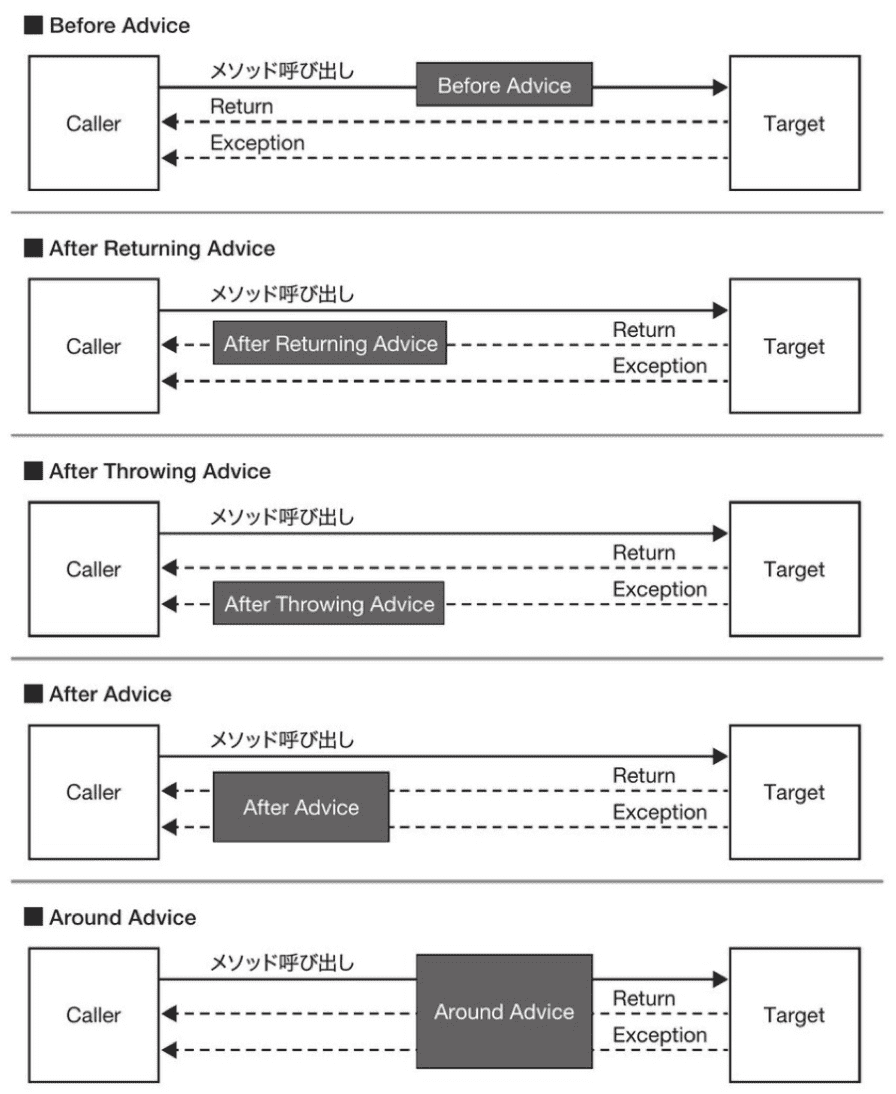 ■ Before Advice
メソッド呼び出し
Before Advice
Return
Caller
Target
Exception
■ After Returning Advice
メソッド呼び出し
Return
Caller
After Returning Advice
Target
Exception
■ After Throwing Advice
メソッド呼び出し
Return
Caller
Target
Exception
After Throwing Advice
■ After Advice
メソッド呼び出し
Return
Caller
After Advice
Target
Exception
■ Around Advice
メソッド呼び出し
Return
Caller
Around Advice
Target
Exception